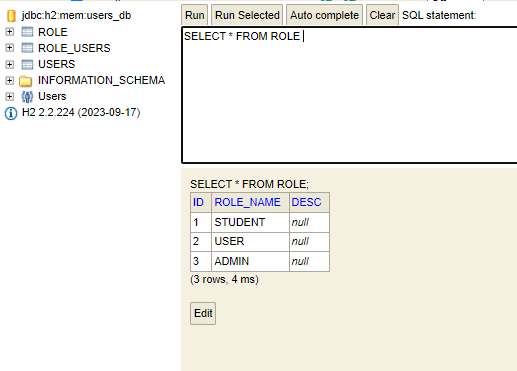 jdbc:h2:mem:users_db
ROLE
ROLE_USERS
USERS
INFORMATION_SCHEMA
Users
H2 2.2.224 (2023-09-17)
Run Run Selected Auto complete Clear SQL statement:
SELECT * FROM ROLE
SELECT * FROM ROLE;
ID ROLE_NAME DESC
1 STUDENT null
2 USER null
3 ADMIN null
(3 rows, 4 ms)
Edit